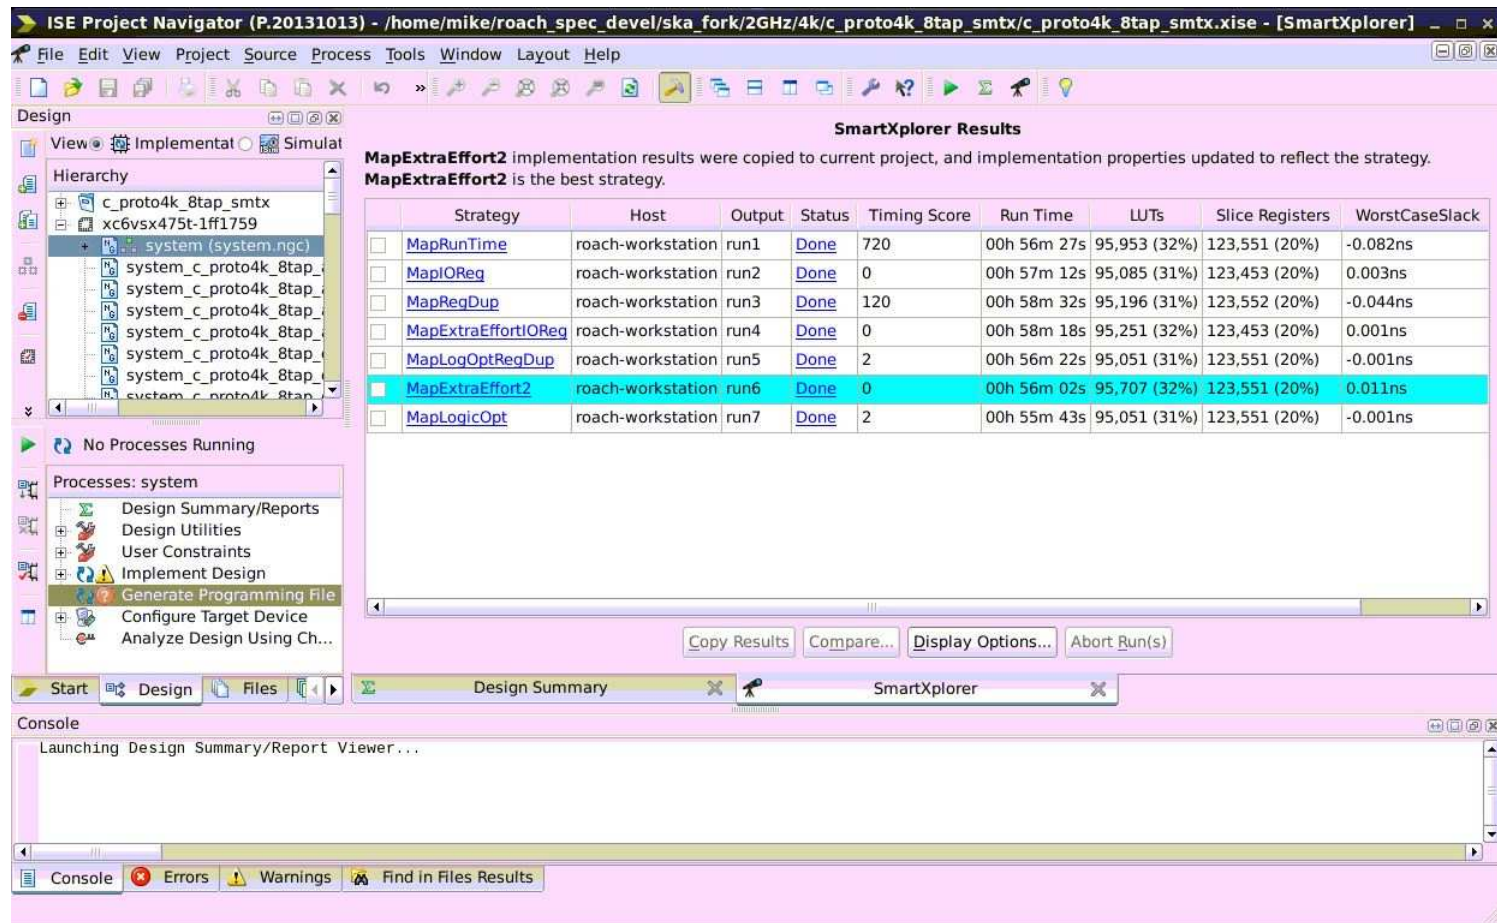 ISE Project Navigator (P.20131013) - /home/mike/roach_spec_devel/ska_fork/2GHz/4k/c_proto4k_8tap_smtx/c_proto4k_8tap_smtx.xise - [SmartXplorer]
File Edit View Project Source Process Tools Window Layout Help
Design
View Implementat Simulat
Hierarchy
c_proto4k_8tap_smtx
xc6vsx475t-1ff1759
system (system.ngc)
system_c_proto4k_8tap_
system_c_proto4k_8tap_
system_c_proto4k_8tap_
system_c_proto4k_8tap_
system_c_proto4k_8tap_
system_c_proto4k_8tap_
system_c_proto4k_8tap_
No Processes Running
Processes: system
Design Summary/Reports
Design Utilities
User Constraints
Implement Design
Generate Programming File
Configure Target Device
Analyze Design Using Ch...
Start Design Files
SmartXplorer Results
MapExtraEffort2 implementation results were copied to current project, and implementation properties updated to reflect the strategy.
MapExtraEffort2 is the best strategy.
Strategy Host Output Status Timing Score Run Time LUTs Slice Registers WorstCaseSlack
MapRunTime roach-workstation run1 Done 720 00h 56m 27s 95,953 (32%) 123,551 (20%) -0.082ns
MapIOReg roach-workstation run2 Done 0 00h 57m 12s 95,085 (31%) 123,453 (20%) 0.003ns
MapRegDup roach-workstation run3 Done 120 00h 58m 32s 95,196 (31%) 123,552 (20%) -0.044ns
MapExtraEffortIOReg roach-workstation run4 Done 0 00h 58m 18s 95,251 (32%) 123,453 (20%) 0.001ns
MapLogOptRegDup roach-workstation run5 Done 2 00h 56m 22s 95,051 (31%) 123,551 (20%) -0.001ns
MapExtraEffort2 roach-workstation run6 Done 0 00h 56m 02s 95,707 (32%) 123,551 (20%) 0.011ns
MapLogicOpt roach-workstation run7 Done 2 00h 55m 43s 95,051 (31%) 123,551 (20%) -0.001ns
Copy Results Compare... Display Options... Abort Run(s)
Design Summary SmartXplorer
Console
Launching Design Summary/Report Viewer...
Console Errors Warnings Find in Files Results